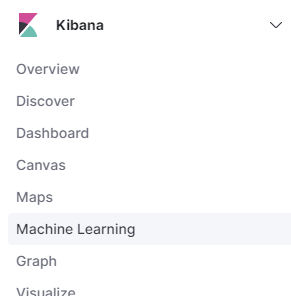 Kibana
Overview
Discover
Dashboard
Canvas
Maps
Machine Learning
Graph
Visualize